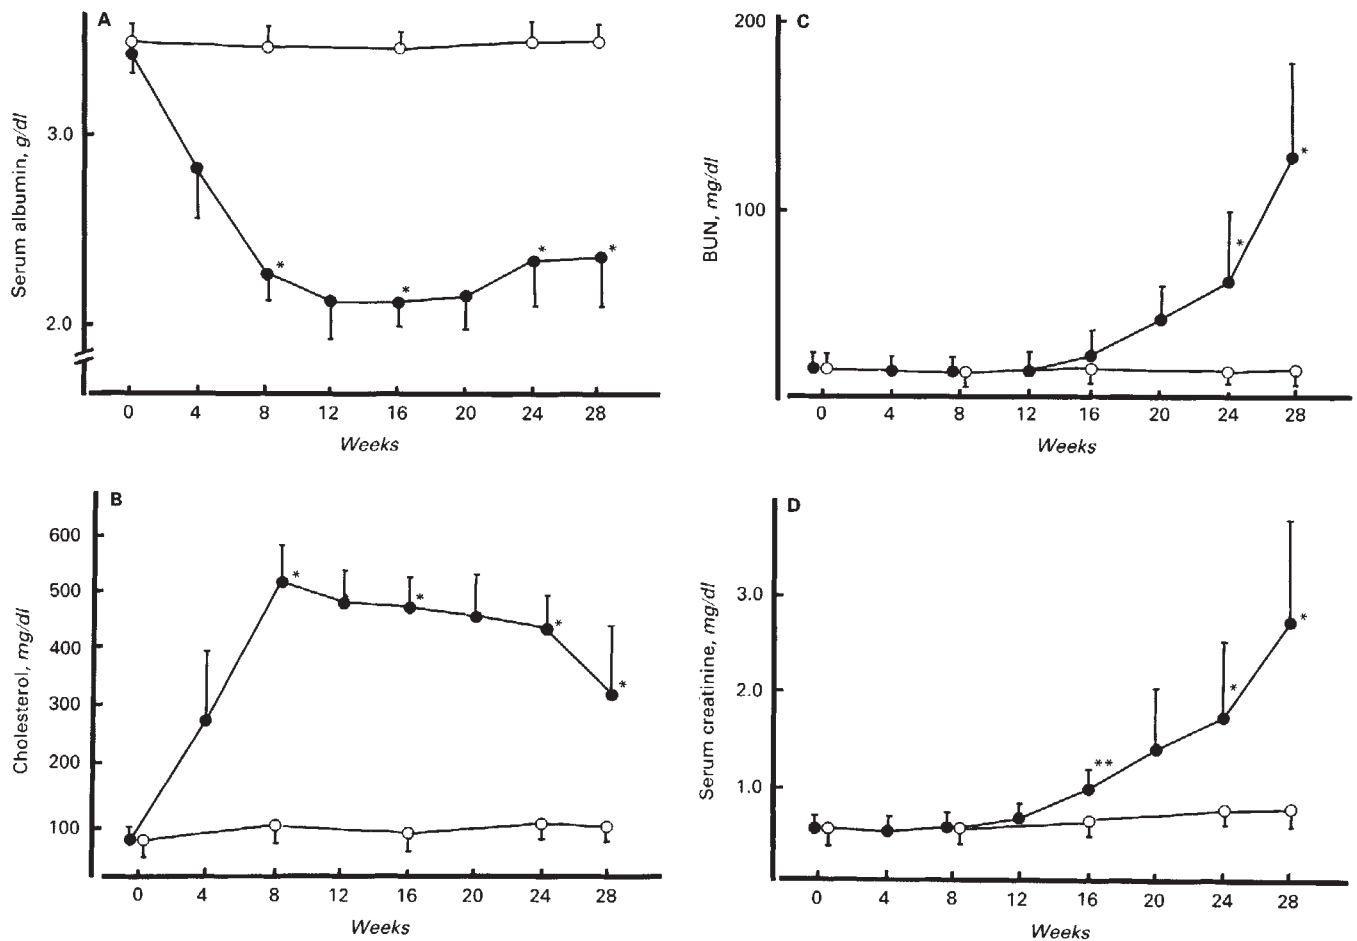 A
Serum albumin, g/dl
3.0
2.0
*
*
*
*
0 4 8 12 16 20 24 28
Weeks
C
BUN, mg/dl
200
100
*
*
0 4 8 12 16 20 24 28
Weeks
B
Cholesterol, mg/dl
600
500
400
300
200
100
*
*
*
*
0 4 8 12 16 20 24 28
Weeks
D
Serum creatinine, mg/dl
3.0
2.0
1.0
**
*
*
0 4 8 12 16 20 24 28
Weeks